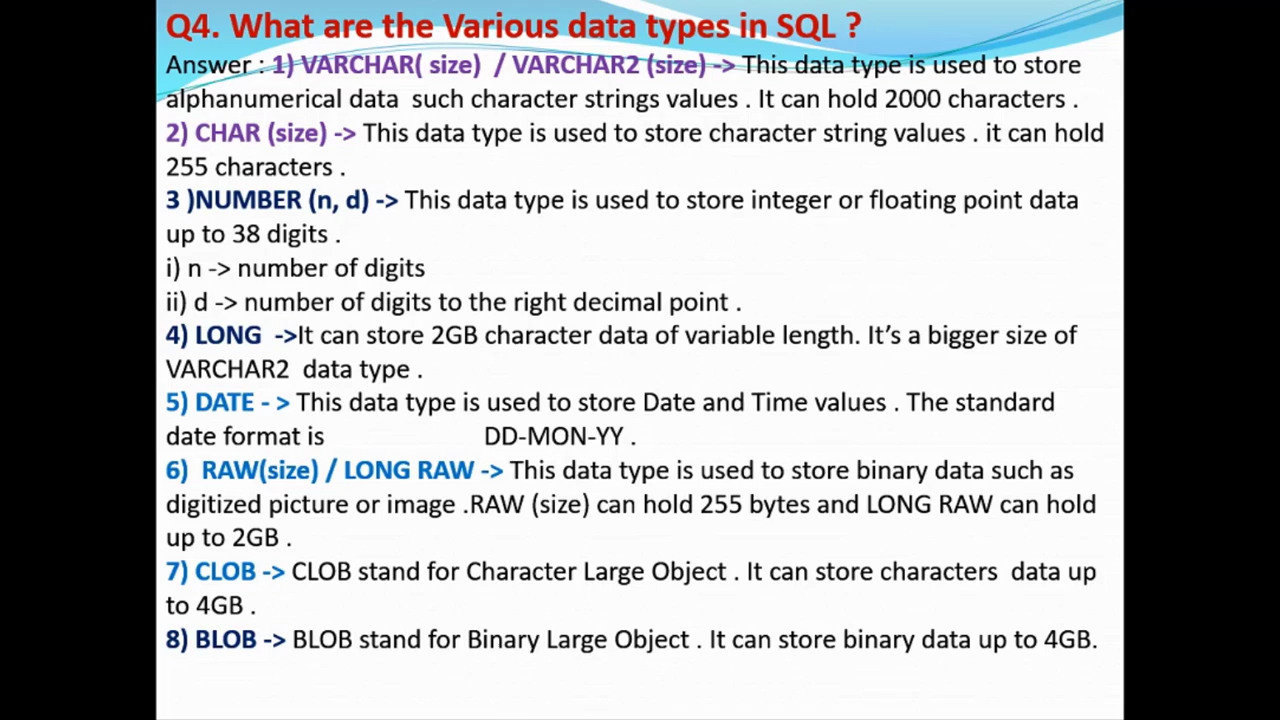 Q4. What are the Various data types in SQL ?
Answer : 1) VARCHAR( size)  / VARCHAR2 (size) -> This data type is used to store
alphanumerical data  such character strings values . It can hold 2000 characters .
2) CHAR (size) -> This data type is used to store character string values . it can hold
255 characters .
3 )NUMBER (n, d) -> This data type is used to store integer or floating point data
up to 38 digits .
i) n -> number of digits
ii) d -> number of digits to the right decimal point .
4) LONG  ->It can store 2GB character data of variable length. It’s a bigger size of
VARCHAR2  data type .
5) DATE - > This data type is used to store Date and Time values . The standard
date format is                    DD-MON-YY .
6)  RAW(size) / LONG RAW -> This data type is used to store binary data such as
digitized picture or image .RAW (size) can hold 255 bytes and LONG RAW can hold
up to 2GB .
7) CLOB -> CLOB stand for Character Large Object . It can store characters  data up
to 4GB .
8) BLOB -> BLOB stand for Binary Large Object . It can store binary data up to 4GB.